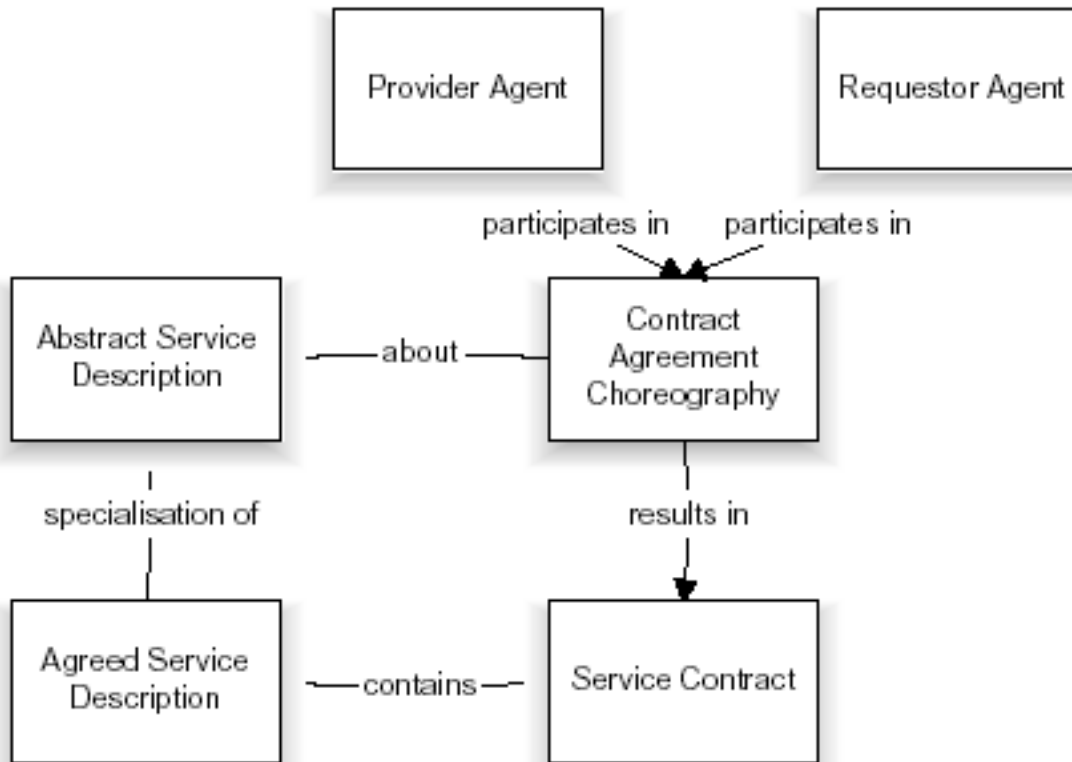 Provider Agent
Requestor Agent
participates in
participates in
Abstract Service
Description
about
Contract
Agreement
Choreography
specialisation of
results in
Agreed Service
Description
contains
Service Contract